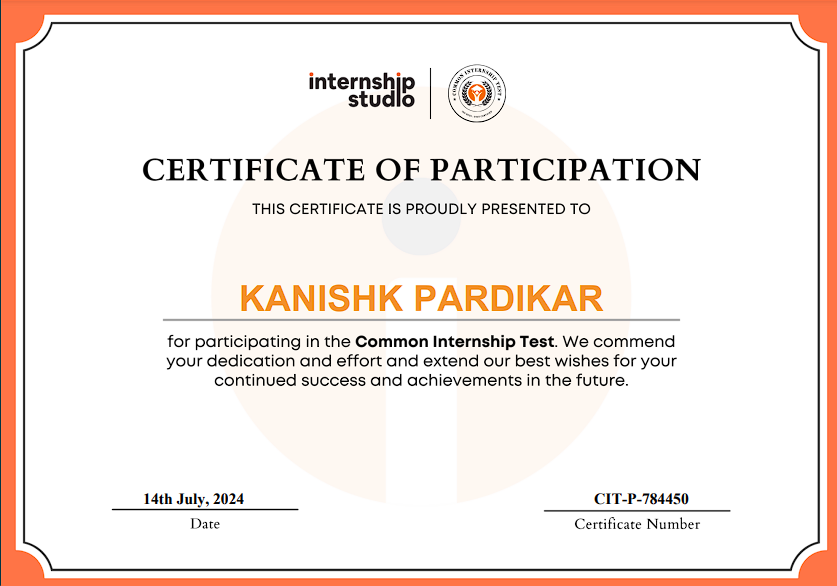 internship
studio
COMMON INTERNSHIP TEST
CERTIFICATE OF PARTICIPATION
THIS CERTIFICATE IS PROUDLY PRESENTED TO
KANISHK PARDIKAR
for participating in the Common Internship Test. We commend
your dedication and effort and extend our best wishes for your
continued success and achievements in the future.
14th July, 2024
Date
CIT-P-784450
Certificate Number